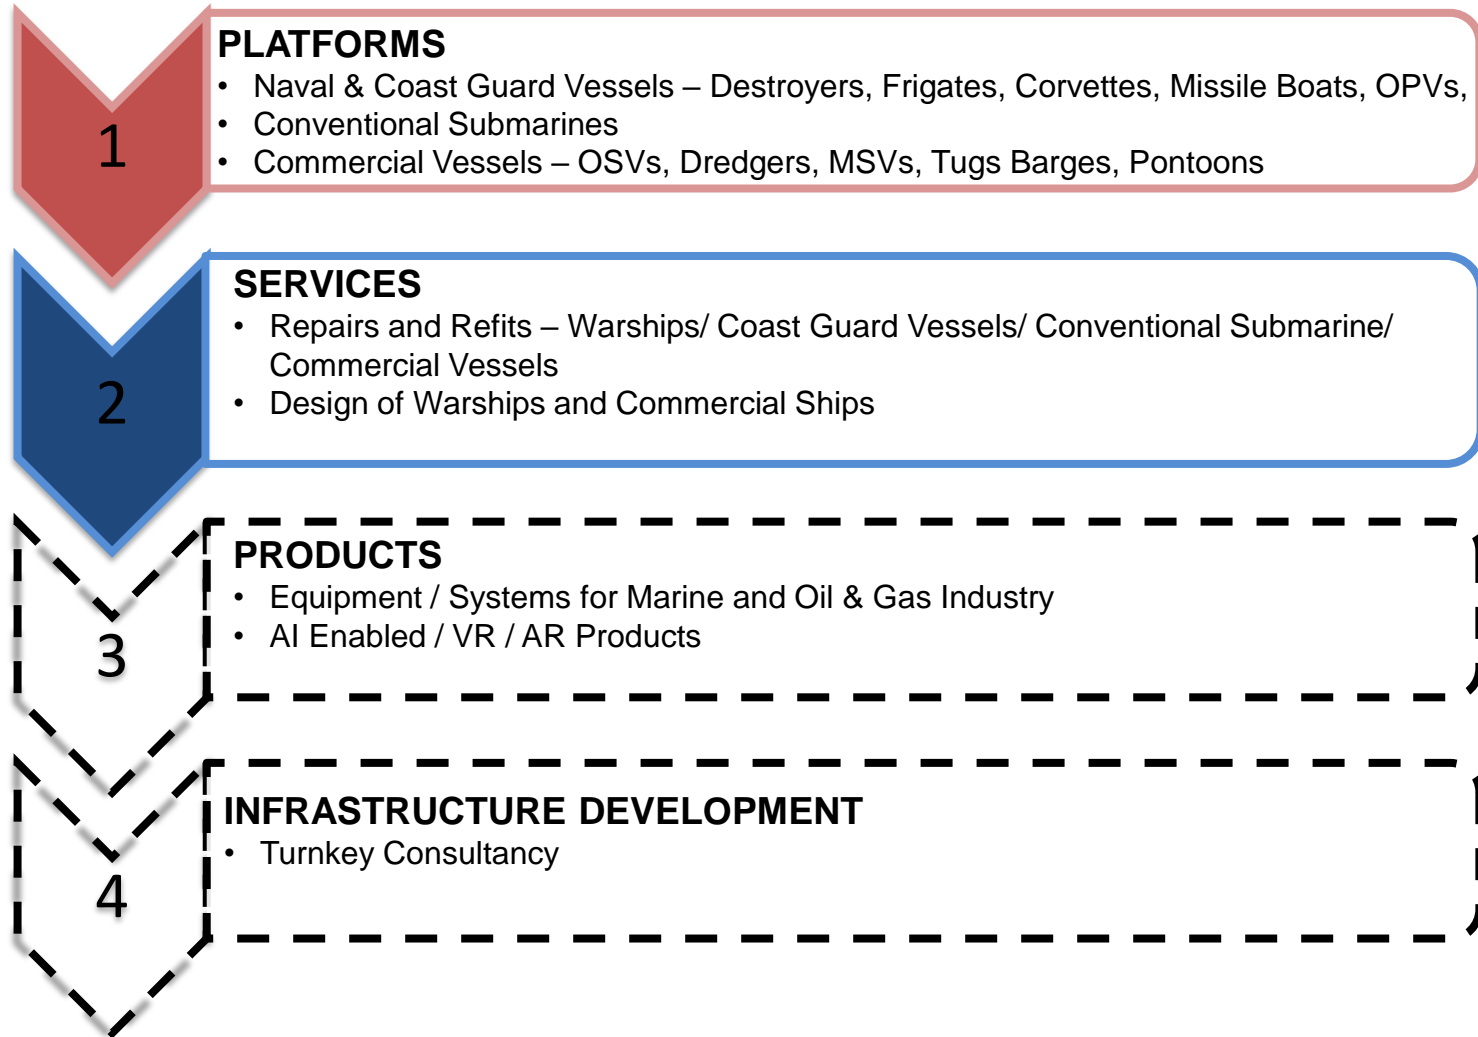 1
PLATFORMS
• Naval & Coast Guard Vessels – Destroyers, Frigates, Corvettes, Missile Boats, OPVs,
• Conventional Submarines
• Commercial Vessels – OSVs, Dredgers, MSVs, Tugs Barges, Pontoons
2
SERVICES
• Repairs and Refits – Warships/ Coast Guard Vessels/ Conventional Submarine/
Commercial Vessels
• Design of Warships and Commercial Ships
3
PRODUCTS
• Equipment / Systems for Marine and Oil & Gas Industry
• AI Enabled / VR / AR Products
4
INFRASTRUCTURE DEVELOPMENT
• Turnkey Consultancy